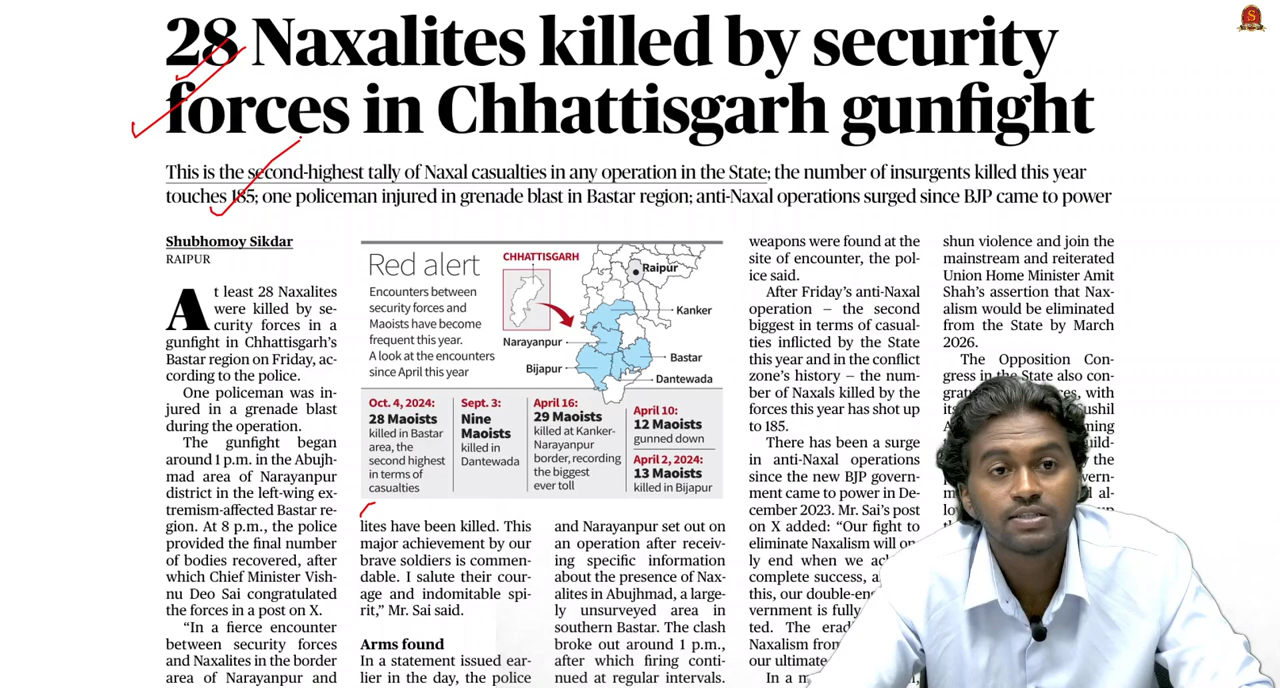 28 Naxalites killed by security
forces in Chhattisgarh gunfight
This is the second-highest tally of Naxal casualties in any operation in the State; the number of insurgents killed this year
touches 185; one policeman injured in grenade blast in Bastar region; anti-Naxal operations surged since BJP came to power
Shubhomoy Sikdar
RAIPUR
At least 28 Naxalites
were killed by se-
curity forces in a
gunfight in Chhattisgarh's
Bastar region on Friday, ac-
cording to the police.
One policeman was in-
jured in a grenade blast
during the operation.
The gunfight began
around 1 p.m. in the Abujh-
mad area of Narayanpur
district in the left-wing ex-
tremism-affected Bastar re-
gion. At 8 p.m., the police
provided the final number
of bodies recovered, after
which Chief Minister Vish-
nu Deo Sai congratulated
the forces in a post on X.
"In a fierce encounter
between security forces
and Naxalites in the border
area of Narayanpur and
Red alert
Encounters between
security forces and
Maoists have become
frequent this year.
A look at the encounters
since April this year
CHHATTISGARH
Raipur
Kanker
Narayanpur
Bastar
Bijapur
Dantewada
Oct. 4, 2024:
28 Maoists
killed in Bastar
area, the
second highest
in terms of
casualties
Sept. 3:
Nine
Maoists
killed in
Dantewada
April 16:
29 Maoists
killed at Kanker-
Narayanpur
border, recording
the biggest
ever toll
April 10:
12 Maoists
gunned down
April 2, 2024:
13 Maoists
killed in Bijapur
lites have been killed. This
major achievement by our
brave soldiers is commen-
dable. I salute their cour-
age and indomitable spi-
rit," Mr. Sai said.
Arms found
In a statement issued ear-
lier in the day, the police
and Narayanpur set out on
an operation after receiv-
ing specific information
about the presence of Nax-
alites in Abujhmad, a large-
ly unsurveyed area in
southern Bastar. The clash
broke out around 1 p.m.,
after which firing conti-
nued at regular intervals.
weapons were found at the
site of encounter, the pol-
ice said.
After Friday's anti-Naxal
operation – the second
biggest in terms of casual-
ties inflicted by the State
this year and in the conflict
zone's history – the num-
ber of Naxals killed by the
forces this year has shot up
to 185.
There has been a surge
in anti-Naxal operations
since the new BJP govern-
ment came to power in De-
cember 2023. Mr. Sai's post
on X added: "Our fight to
eliminate Naxalism will on-
ly end when we
complete success,
this, our double-en
vernment is fully
ted. The
Naxalism
our ultimate
In a
shun violence and join the
mainstream and reiterated
Union Home Minister Amit
Shah's assertion that Nax-
alism would be eliminated
from the State by March
2026.
The Opposition Con-
gress in the State also con-
with
the
S